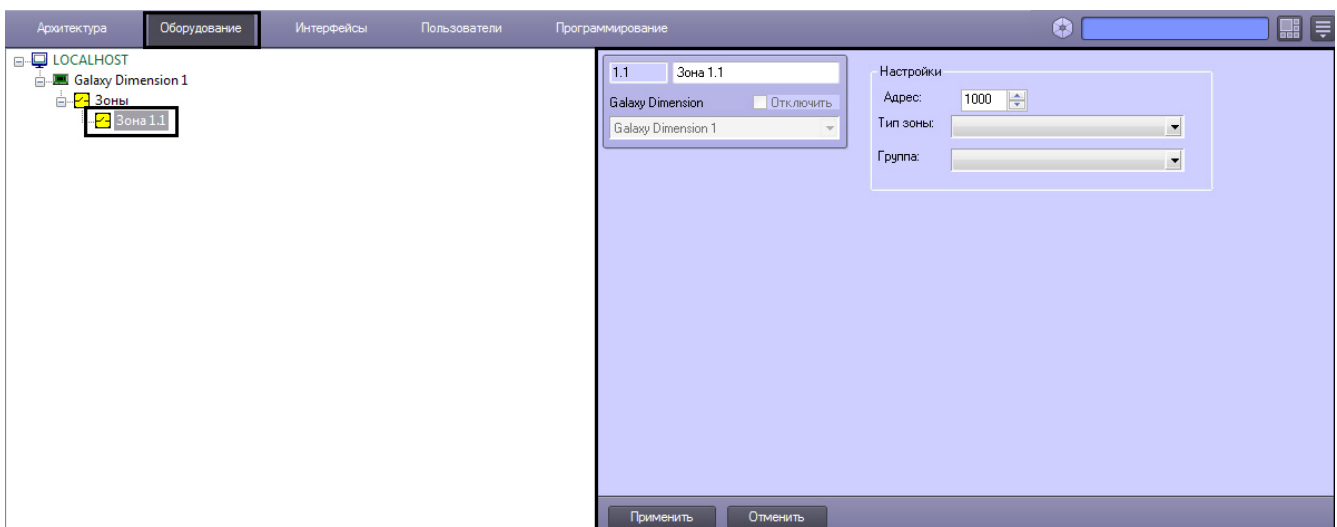 Архитектура Оборудование Интерфейсы Пользователи Программирование
LOCALHOST
Galaxy Dimension 1
Зоны
Зона 1.1
1.1 Зона 1.1
Galaxy Dimension Отключить
Galaxy Dimension 1
Настройки
Адрес: 1000
Тип зоны:
Группа:
Применить Отменить